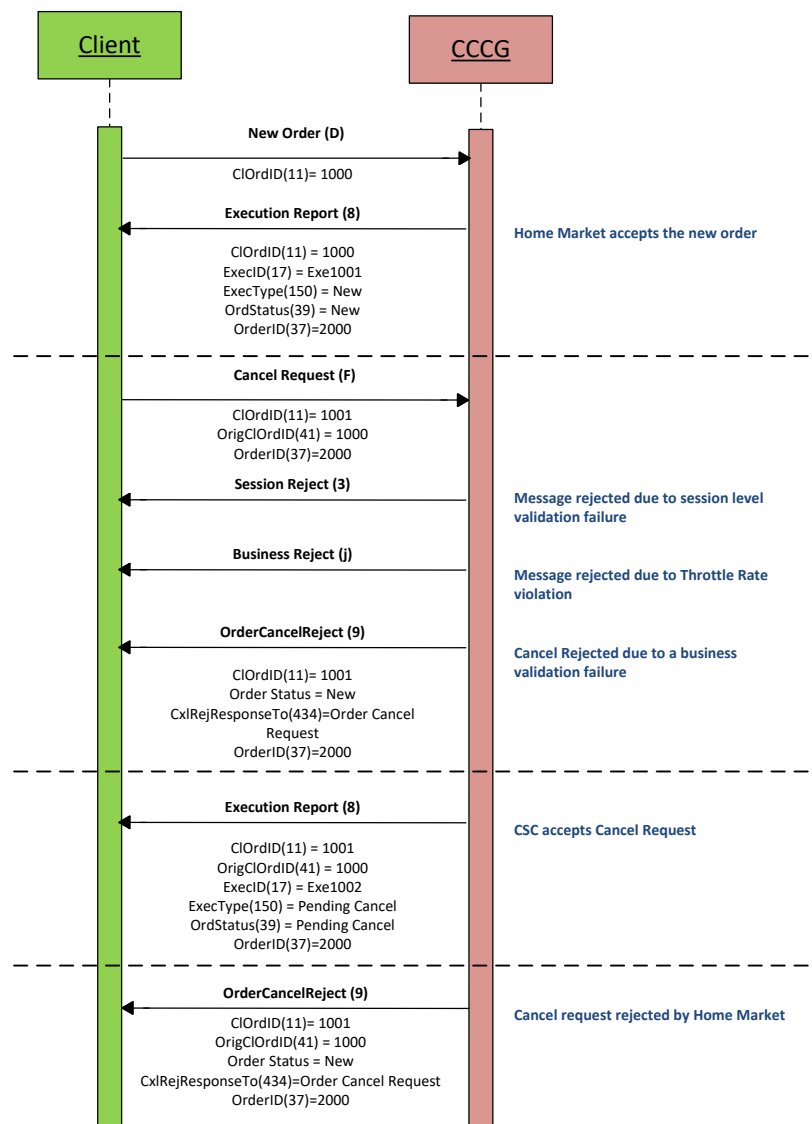 Client
CCCG
New Order (D)
ClOrdID(11)= 1000
Execution Report (8)
Home Market accepts the new order
ClOrdID(11) = 1000
ExecID(17) = Exe1001
ExecType(150) = New
OrdStatus(39) = New
OrderID(37)=2000
Cancel Request (F)
ClOrdID(11)= 1001
OrigClOrdID(41) = 1000
OrderID(37)=2000
Session Reject (3)
Message rejected due to session level
validation failure
Business Reject (j)
Message rejected due to Throttle Rate
violation
OrderCancelReject (9)
Cancel Rejected due to a business
validation failure
ClOrdID(11)= 1001
Order Status = New
CxlRejResponseTo(434)=Order Cancel
Request
OrderID(37)=2000
Execution Report (8)
CSC accepts Cancel Request
ClOrdID(11)= 1001
OrigClOrdID(41) = 1000
ExecID(17) = Exe1002
ExecType(150) = Pending Cancel
OrdStatus(39) = Pending Cancel
OrderID(37)=2000
OrderCancelReject (9)
Cancel request rejected by Home Market
ClOrdID(11)= 1001
OrigClOrdID(41) = 1000
Order Status = New
CxlRejResponseTo(434)=Order Cancel Request
OrderID(37)=2000